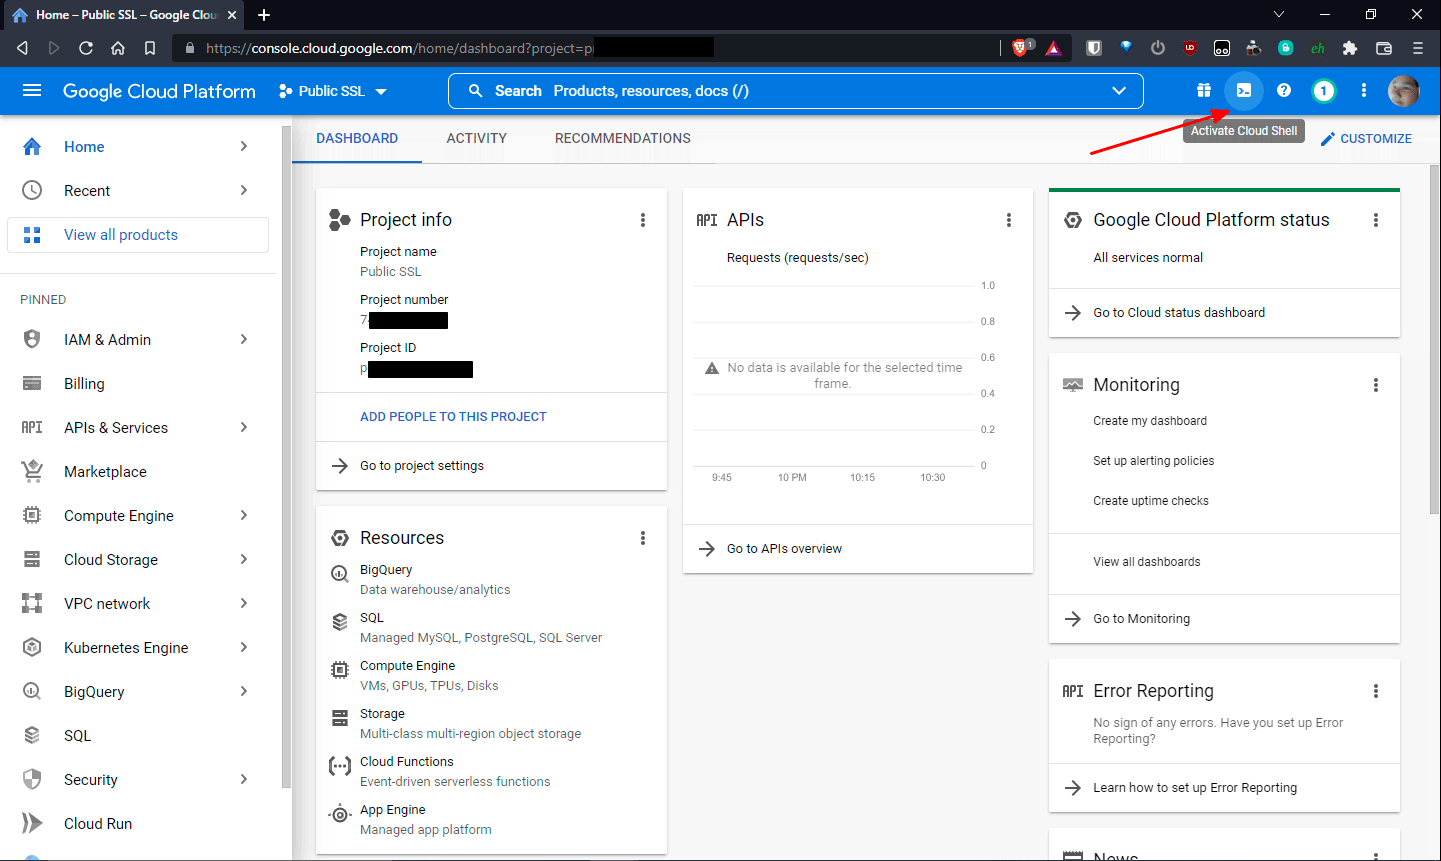 Home – Public SSL – Google Clou
https://console.cloud.google.com/home/dashboard?project=p
1
UD
eh
Google Cloud Platform
Public SSL
Search Products, resources, docs (/)
1
Activate Cloud Shell
DASHBOARD
ACTIVITY
RECOMMENDATIONS
CUSTOMIZE
Home
Recent
View all products
PINNED
IAM & Admin
Billing
API APIs & Services
Marketplace
Compute Engine
Cloud Storage
VPC network
Kubernetes Engine
BigQuery
SQL
Security
Cloud Run
Project info
Project name
Public SSL
Project number
7
Project ID
p
ADD PEOPLE TO THIS PROJECT
Go to project settings
Resources
BigQuery
Data warehouse/analytics
SQL
Managed MySQL, PostgreSQL, SQL Server
Compute Engine
VMs, GPUs, TPUs, Disks
Storage
Multi-class multi-region object storage
Cloud Functions
Event-driven serverless functions
App Engine
Managed app platform
API APIs
Requests (requests/sec)
1.0
0.8
0.6
No data is available for the selected time
frame.
0.4
0.2
0
9:45 10 PM 10:15 10:30
Go to APIs overview
Google Cloud Platform status
All services normal
Go to Cloud status dashboard
Monitoring
Create my dashboard
Set up alerting policies
Create uptime checks
View all dashboards
Go to Monitoring
API Error Reporting
No sign of any errors. Have you set up Error
Reporting?
Learn how to set up Error Reporting
News